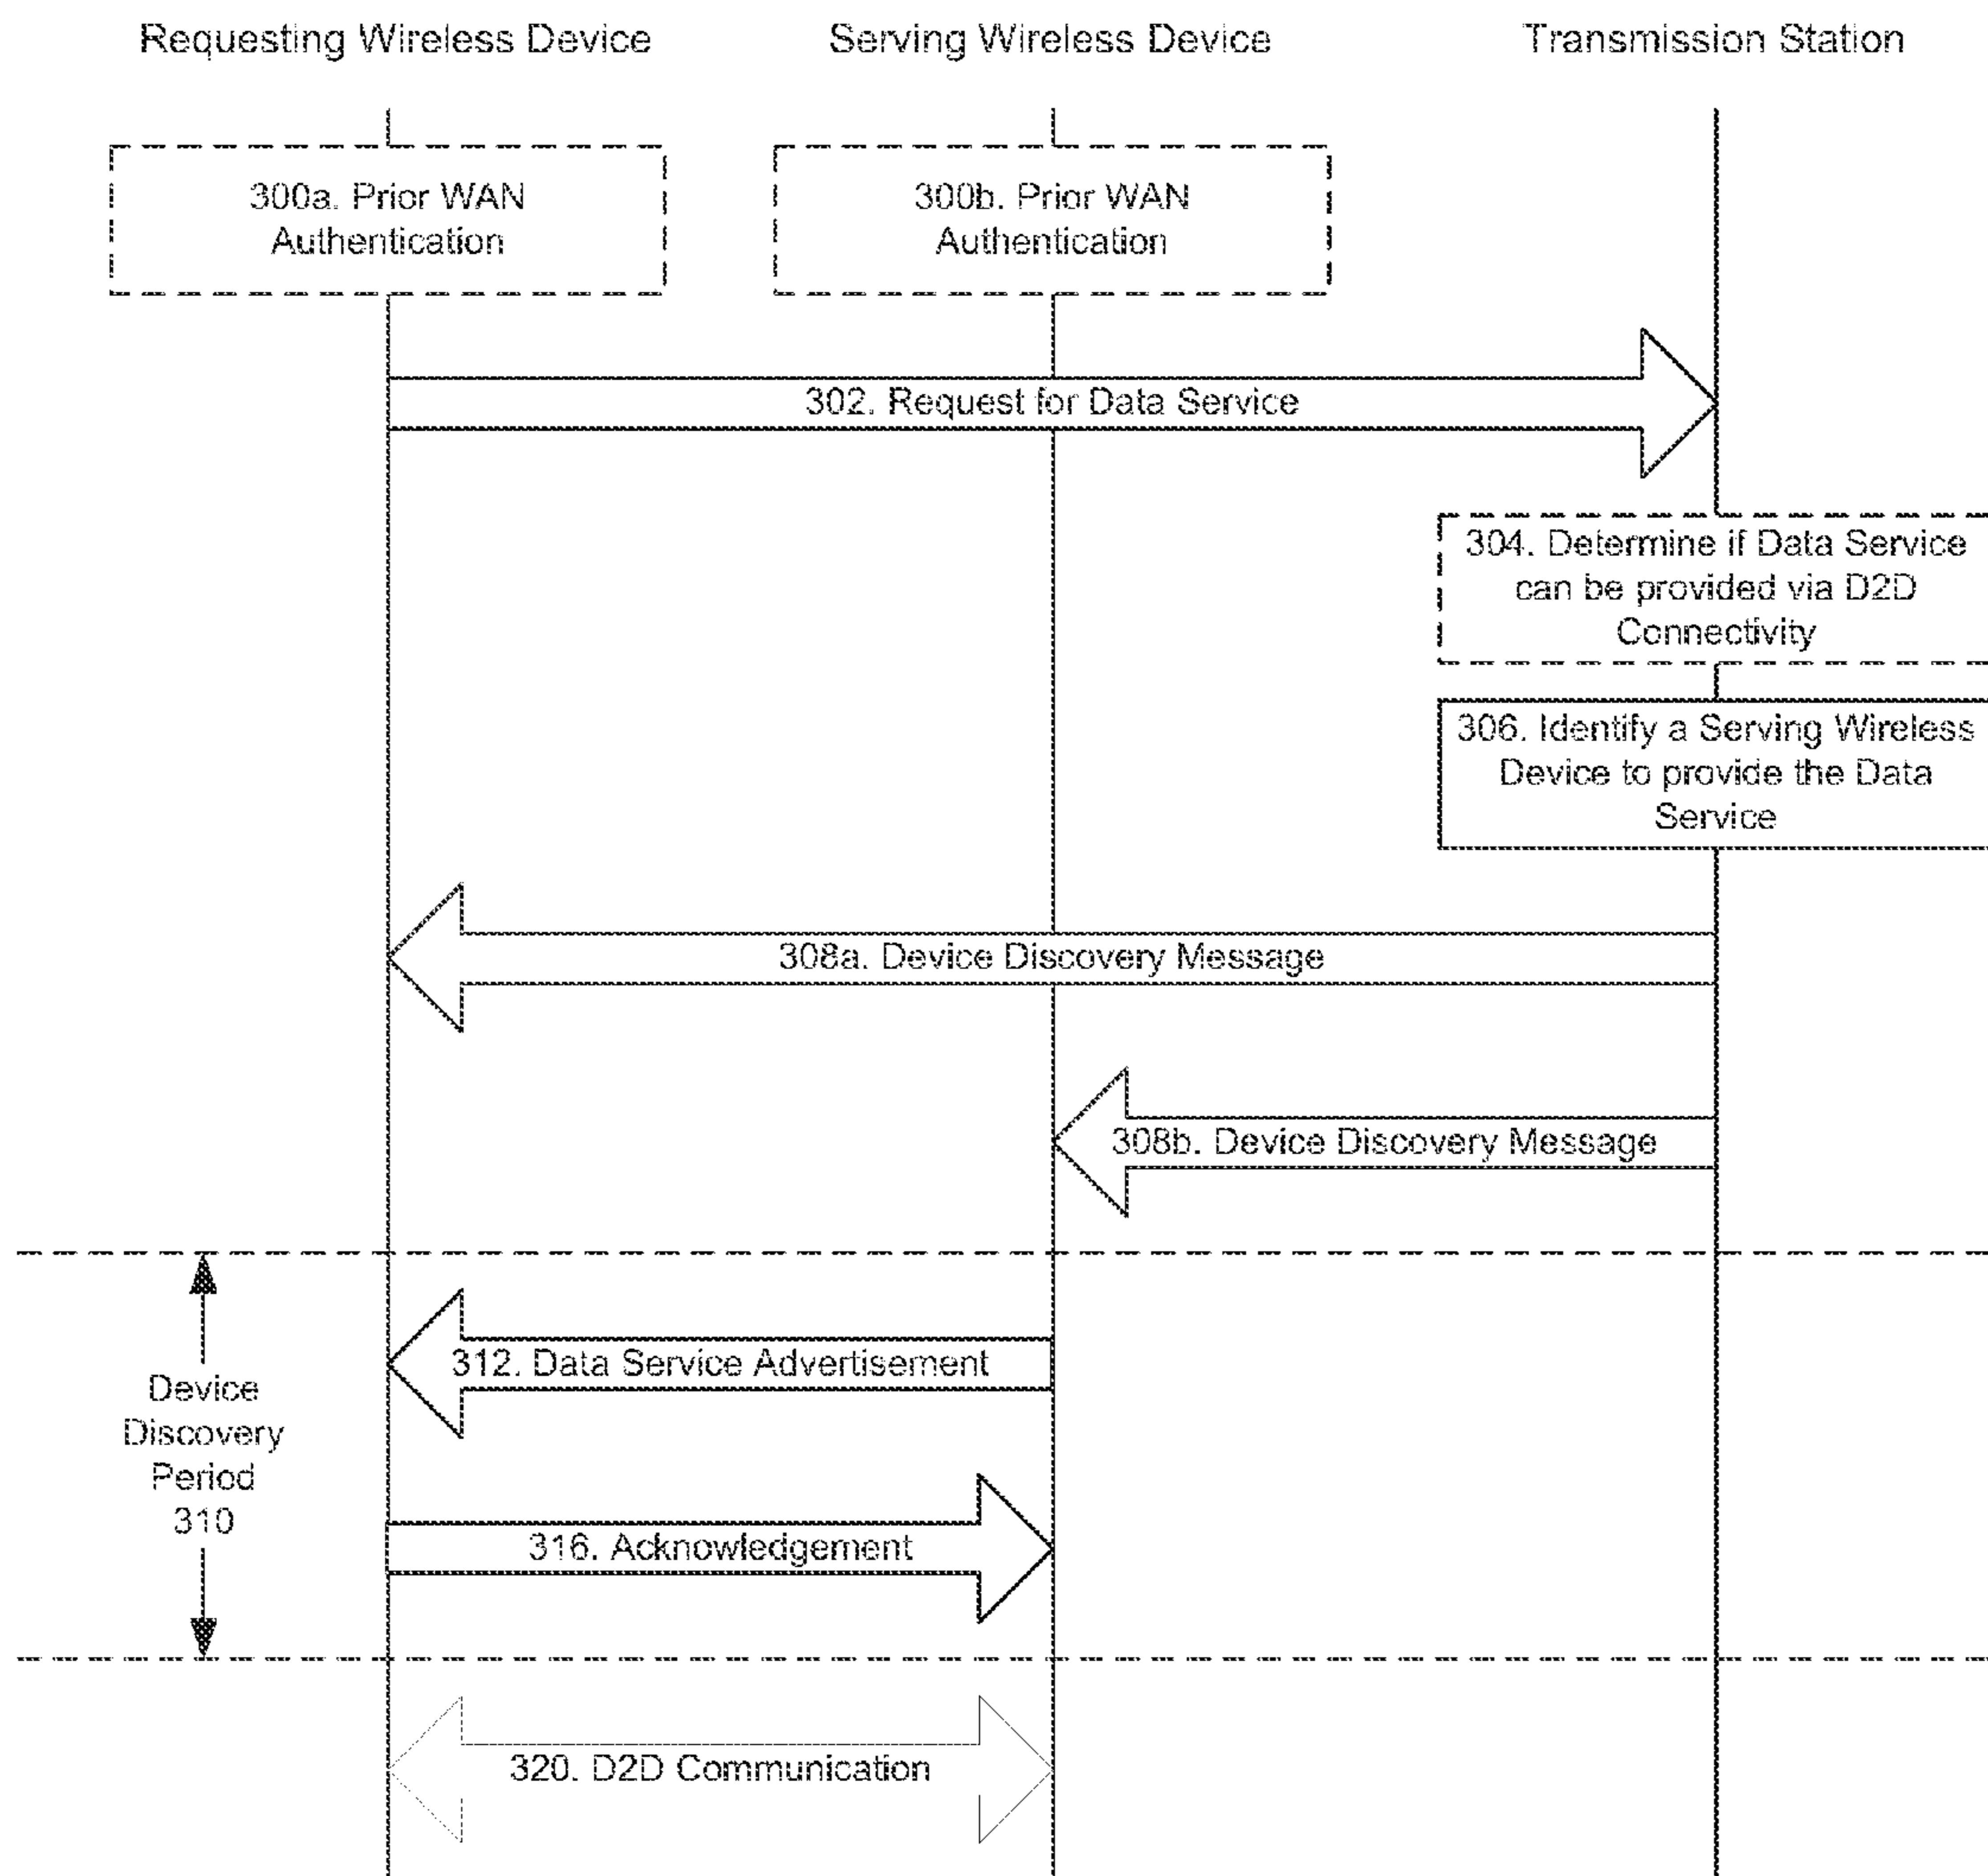 Requesting Wireless Device
Serving Wireless Device
Transmission Station
300a. Prior WAN
Authentication
300b. Prior WAN
Authentication
302. Request for Data Service
304. Determine if Data Service
can be provided via D2D
Connectivity
306. Identify a Serving Wireless
Device to provide the Data
Service
308a. Device Discovery Message
308b. Device Discovery Message
Device
Discovery
Period
310
312. Data Service Advertisement
316. Acknowledgement
320. D2D Communication